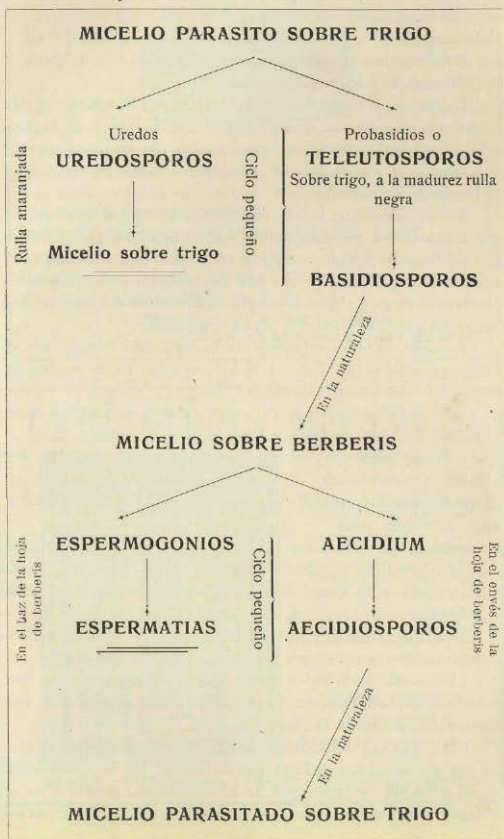 MICELIO PARASITO SOBRE TRIGO
Rulla anaranjada
Uredos
UREDOSPOROS
Micelio sobre trigo
Ciclo pequeño
Probasidios o
TELEUTOSPOROS
Sobre trigo, a la madurez rulla
negra
BASIDIOSPOROS
En la naturaleza
MICELIO SOBRE BERBERIS
En el haz de la hoja
de berberis
ESPERMOGONIOS
ESPERMATIAS
Ciclo pequeño
AECIDIUM
AECIDIOSPOROS
En el envés de la
hoja de berberis
En la naturaleza
MICELIO PARASITADO SOBRE TRIGO